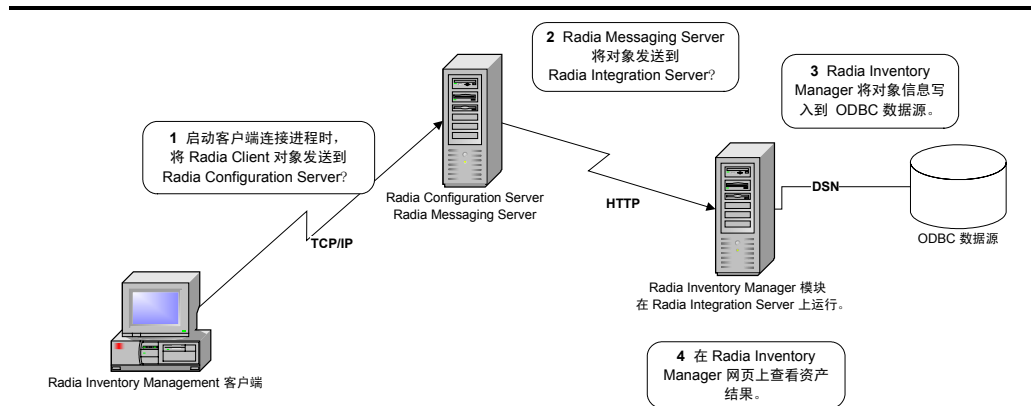 1 启动客户端连接进程时，
将 Radia Client 对象发送到
Radia Configuration Server?
2 Radia Messaging Server
将对象发送到
Radia Integration Server?
3 Radia Inventory
Manager 将对象信息写
入到 ODBC 数据源。
Radia Configuration Server
Radia Messaging Server
TCP/IP
HTTP
DSN
ODBC 数据源
Radia Inventory Manager 模块
在 Radia Integration Server 上运行。
Radia Inventory Management 客户端
4 在 Radia Inventory
Manager 网页上查看资产
结果。